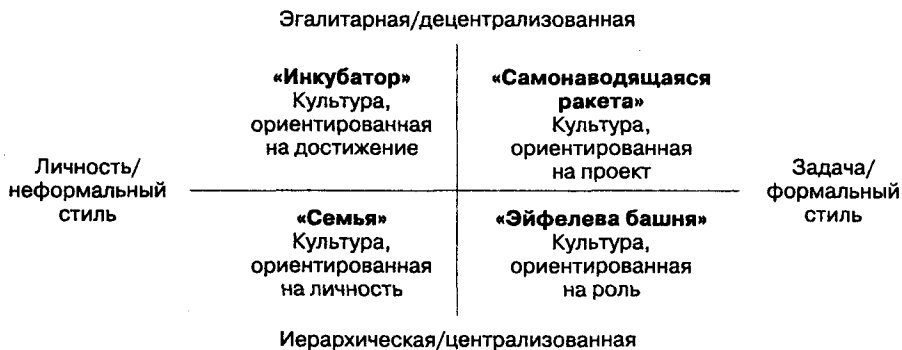 Эгалитарная/децентрализованная
«Инкубатор»
Культура,
ориентированная
на достижение
«Самонаводящаяся
ракета»
Культура,
ориентированная
на проект
Личность/
неформальный
стиль
Задача/
формальный
стиль
«Семья»
Культура,
ориентированная
на личность
«Эйфелева башня»
Культура,
ориентированная
на роль
Иерархическая/централизованная